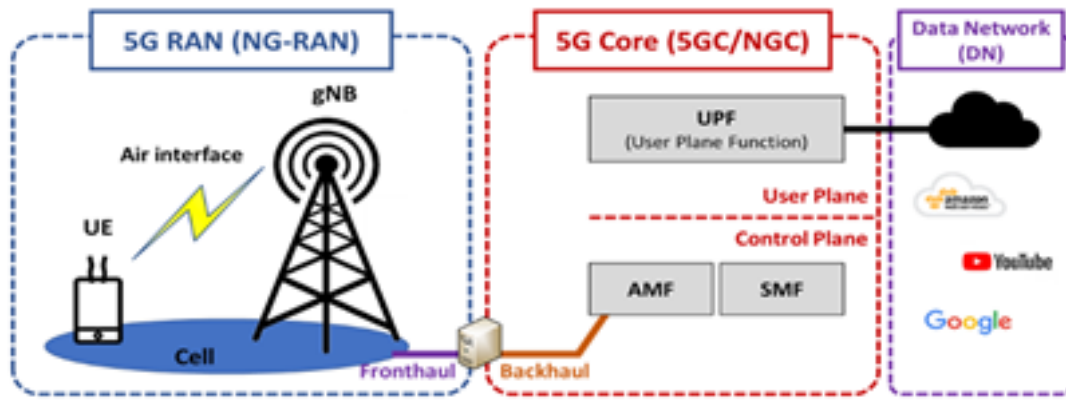 5G RAN (NG-RAN)
gNB
Air interface
UE
Cell
Fronthaul
5G Core (5GC/NGC)
UPF
(User Plane Function)
User Plane
Control Plane
AMF
SMF
Backhaul
Data Network
(DN)
amazon
YouTube
Google